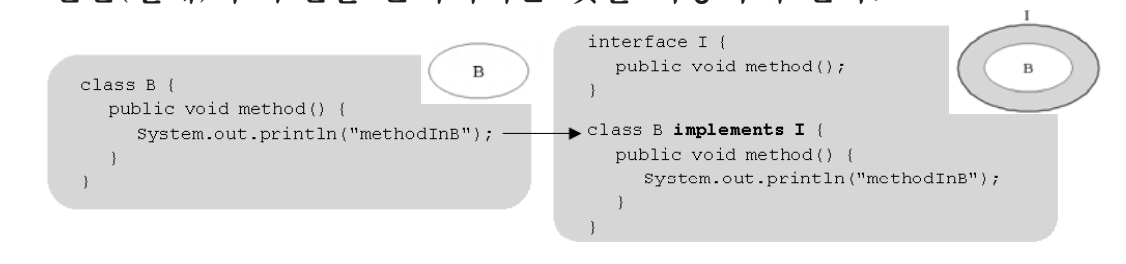 class B {
public void method() {
System.out.println("methodInB");
}
}
B
interface I {
public void method();
}
class B implements I {
public void method() {
System.out.println("methodInB");
}
}
I
B